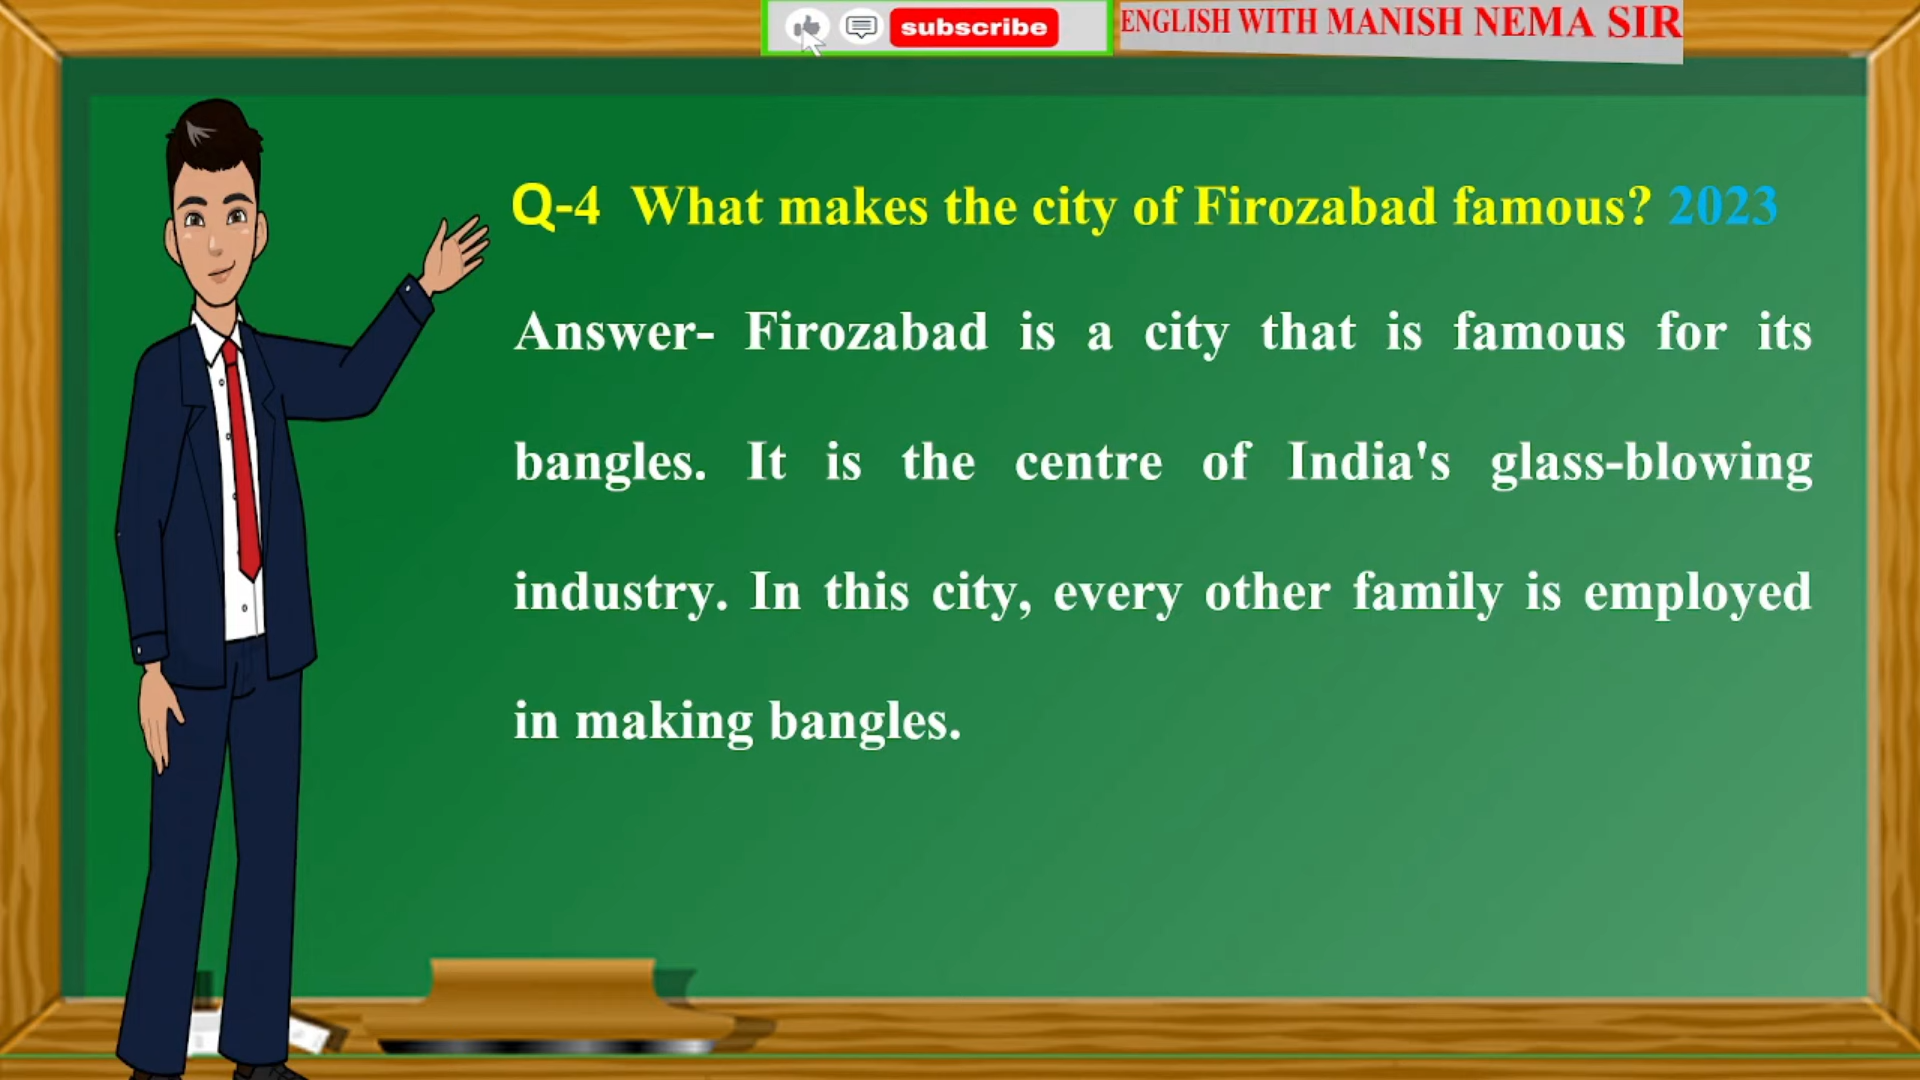 subscribe
ENGLISH WITH MANISH NEMA SIR
Q-4 What makes the city of Firozabad famous? 2023
Answer- Firozabad is a city that is famous for its
bangles. It is the centre of India's glass-blowing
industry. In this city, every other family is employed
in making bangles.